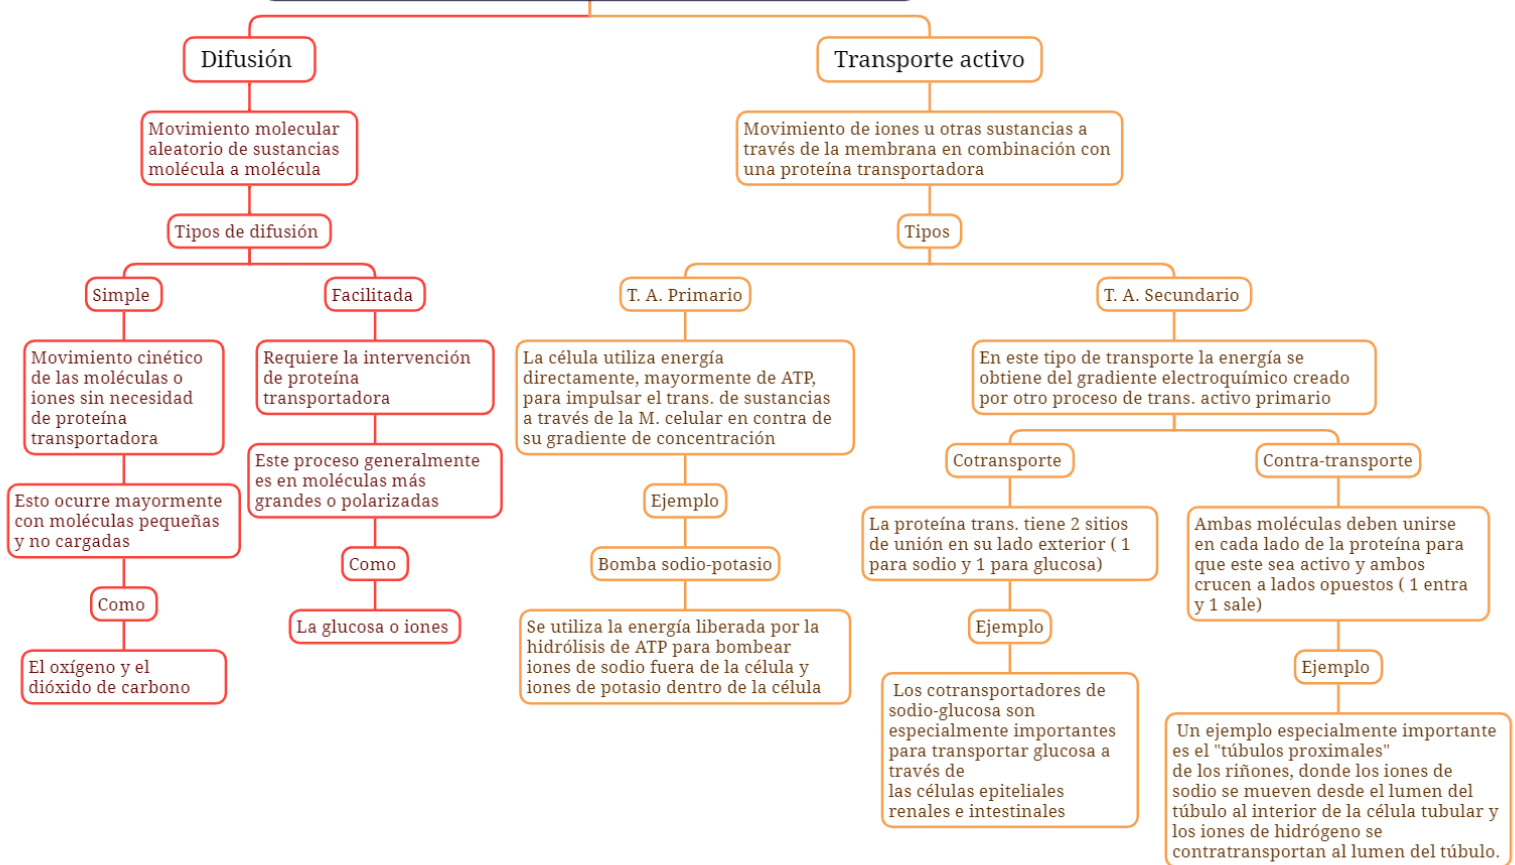 Difusión
Movimiento molecular
aleatorio de sustancias
molécula a molécula
Tipos de difusión
Simple
Movimiento cinético
de las moléculas o
iones sin necesidad
de proteína
transportadora
Esto ocurre mayormente
con moléculas pequeñas
y no cargadas
Como
El oxígeno y el
dióxido de carbono
Facilitada
Requiere la intervención
de proteína
transportadora
Este proceso generalmente
es en moléculas más
grandes o polarizadas
Como
La glucosa o iones
Transporte activo
Movimiento de iones u otras sustancias a
través de la membrana en combinación con
una proteína transportadora
Tipos
T. A. Primario
La célula utiliza energía
directamente, mayormente de ATP,
para impulsar el trans. de sustancias
a través de la M. celular en contra de
su gradiente de concentración
Ejemplo
Bomba sodio-potasio
Se utiliza la energía liberada por la
hidrólisis de ATP para bombear
iones de sodio fuera de la célula y
iones de potasio dentro de la célula
T. A. Secundario
En este tipo de transporte la energía se
obtiene del gradiente electroquímico creado
por otro proceso de trans. activo primario
Cotransporte
La proteína trans. tiene 2 sitios
de unión en su lado exterior ( 1
para sodio y 1 para glucosa)
Ejemplo
Los cotransportadores de
sodio-glucosa son
especialmente importantes
para transportar glucosa a
través de
las células epiteliales
renales e intestinales
Contra-transporte
Ambas moléculas deben unirse
en cada lado de la proteína para
que este sea activo y ambos
crucen a lados opuestos ( 1 entra
y 1 sale)
Ejemplo
Un ejemplo especialmente importante
es el "túbulos proximales"
de los riñones, donde los iones de
sodio se mueven desde el lumen del
túbulo al interior de la célula tubular y
los iones de hidrógeno se
contratransportan al lumen del túbulo.